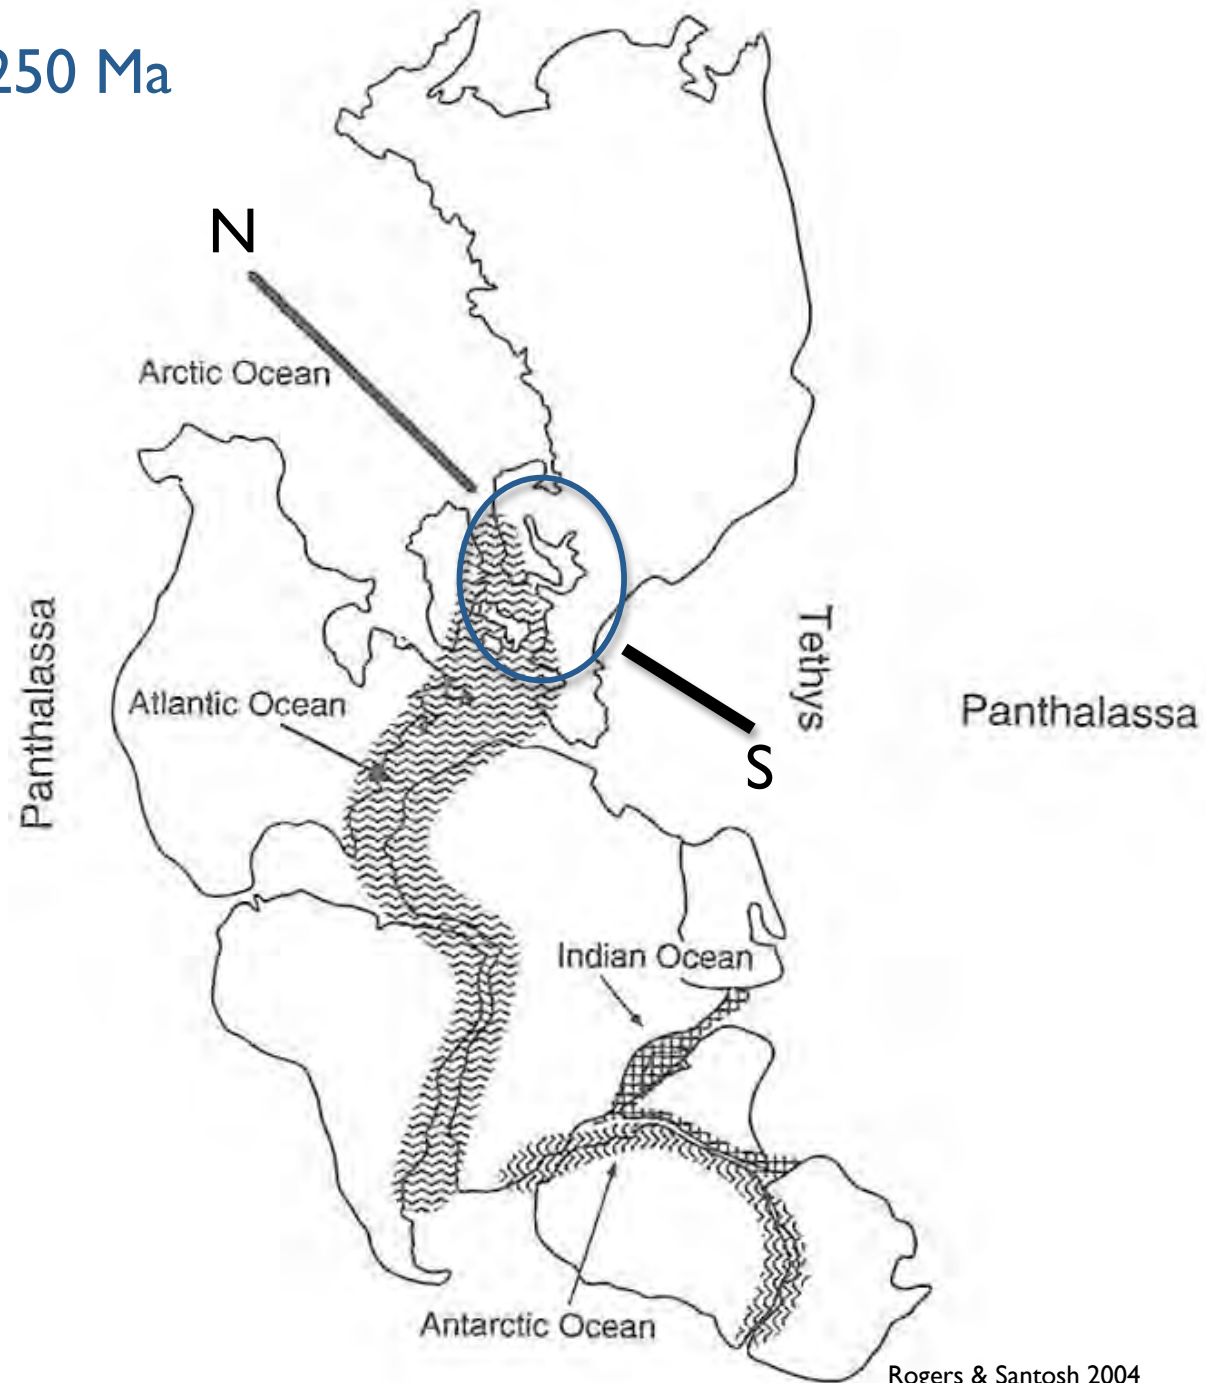 250 Ma
N
Arctic Ocean
Panthalassa
Atlantic Ocean
Tethys
Panthalassa
S
Indian Ocean
Antarctic Ocean
Rogers & Santosh 2004